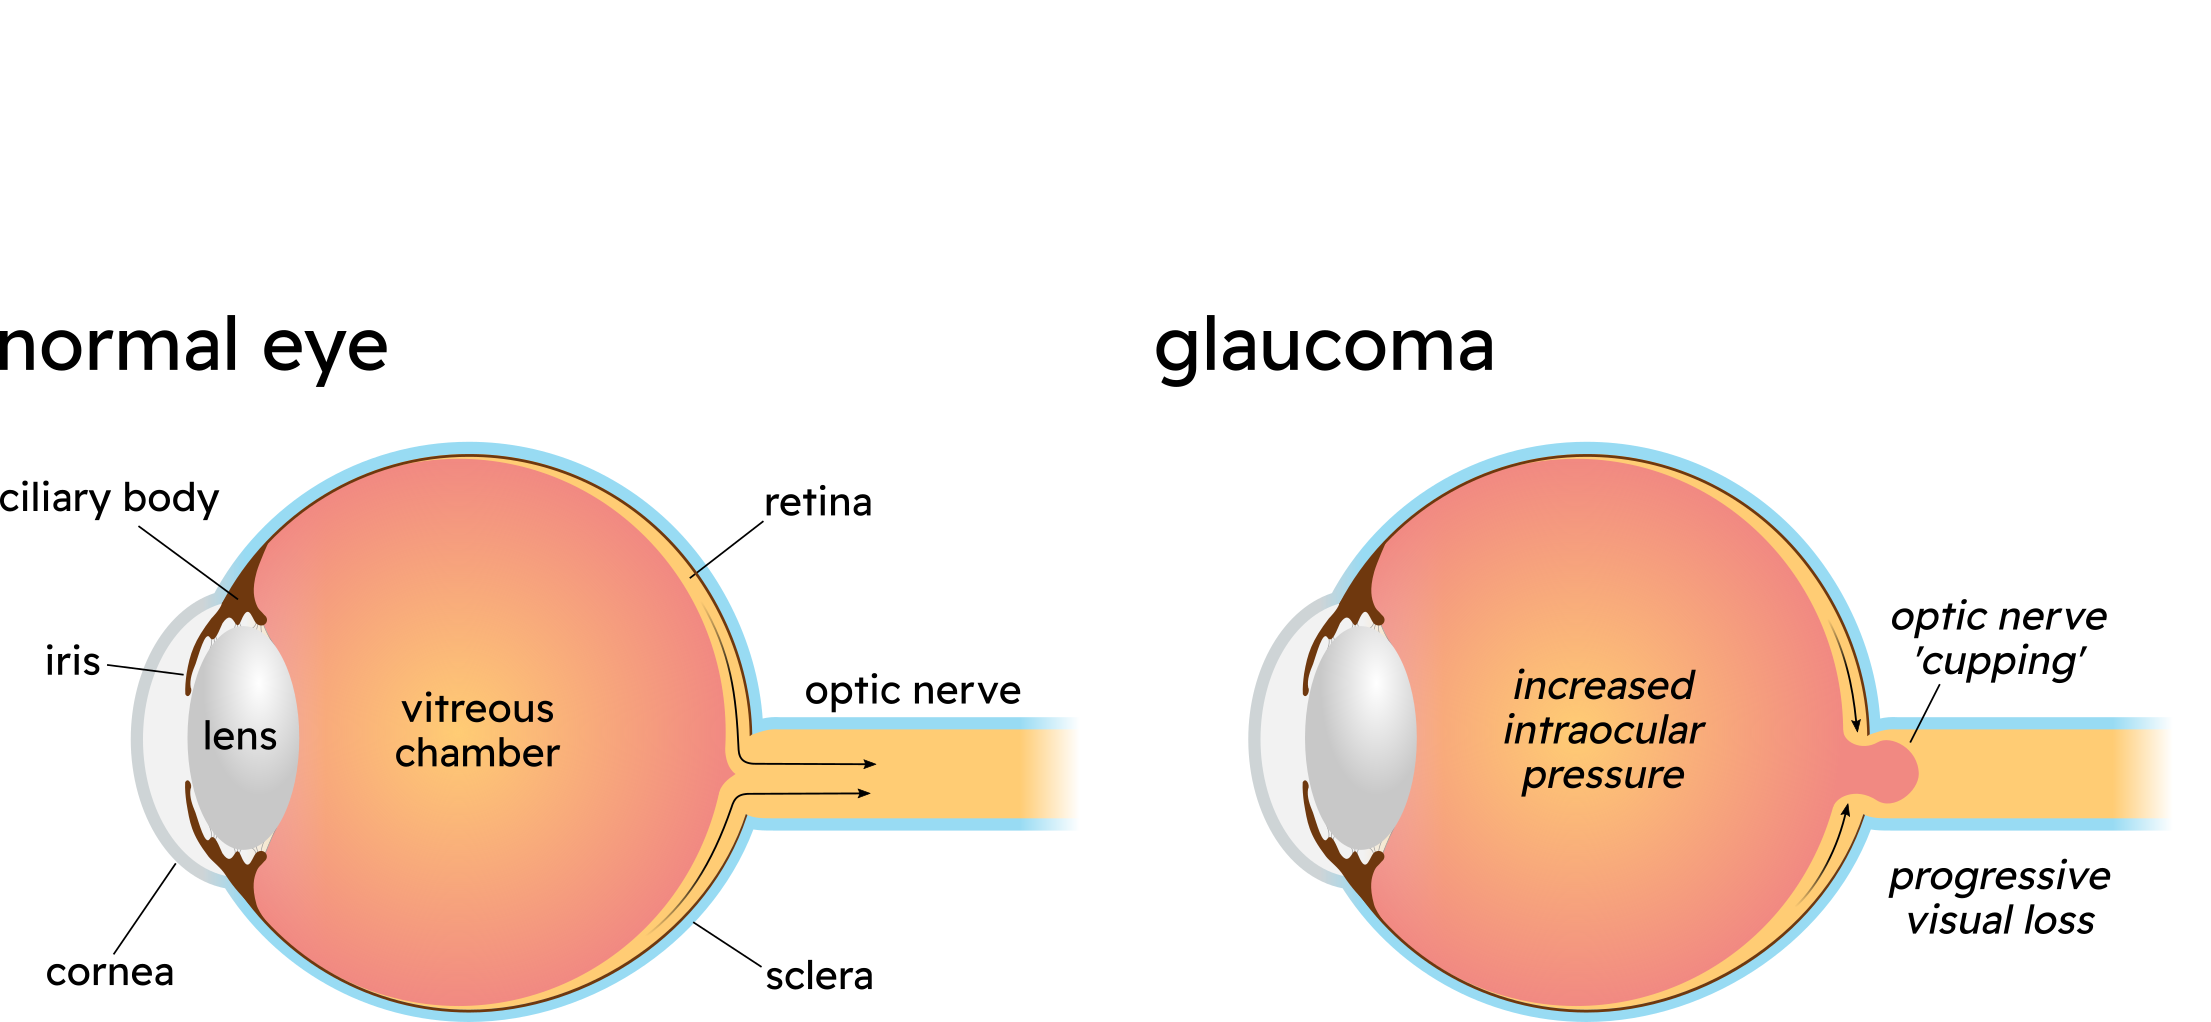 normal eye
glaucoma
ciliary body
retina
iris
optic nerve
lens
vitreous
chamber
cornea
sclera
optic nerve
'cupping'
increased
intraocular
pressure
progressive
visual loss